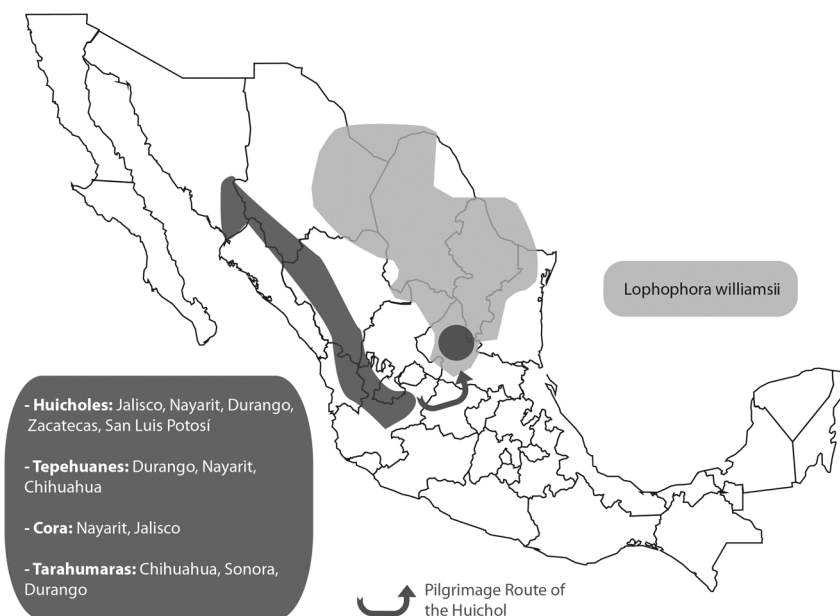 Lophophora williamsii
- Huicholes: Jalisco, Nayarit, Durango,
Zacatecas, San Luis Potosí
- Tepehuanes: Durango, Nayarit,
Chihuahua
- Cora: Nayarit, Jalisco
- Tarahumaras: Chihuahua, Sonora,
Durango
Pilgrimage Route of
the Huichol